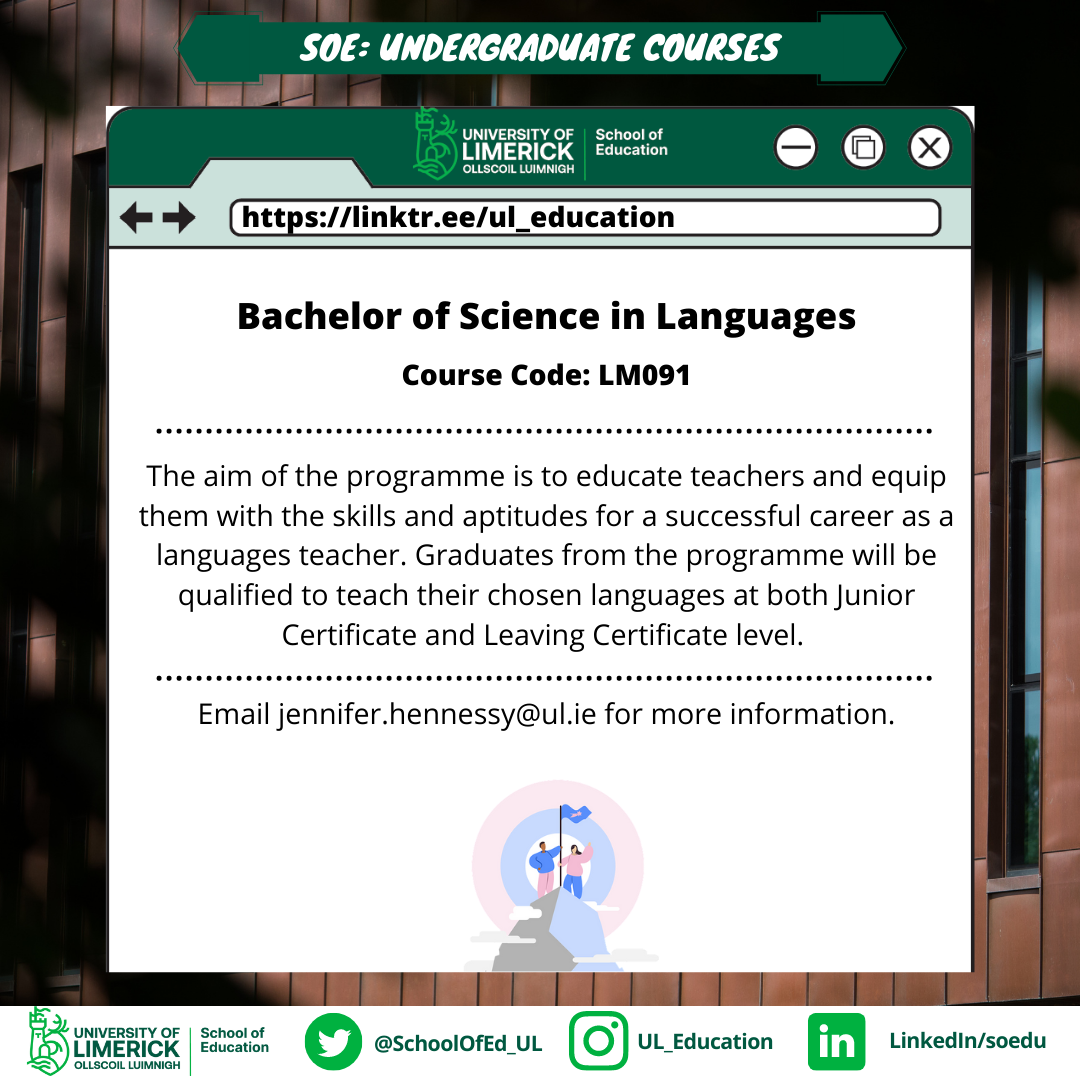 SOE: UNDERGRADUATE COURSES
UNIVERSITY OF
LIMERICK
OLLSCOIL LUIMNIGH
School of
Education
https://linktr.ee/ul_education
Bachelor of Science in Languages
Course Code: LM091
The aim of the programme is to educate teachers and equip
them with the skills and aptitudes for a successful career as a
languages teacher. Graduates from the programme will be
qualified to teach their chosen languages at both Junior
Certificate and Leaving Certificate level.
Email jennifer.hennessy@ul.ie for more information.
UNIVERSITY OF
LIMERICK
OLLSCOIL LUIMNIGH
School of
Education
@SchoolOfEd_UL
UL_Education
in
LinkedIn/soedu